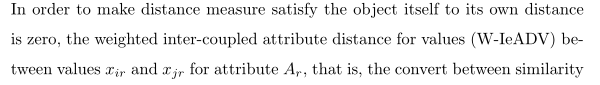 In order to make distance measure satisfy the object itself to its own distance
is zero, the weighted inter-coupled attribute distance for values (W-IeADV) be-
tween values x_{ir} and x_{jr} for attribute A_r, that is, the convert between similarity